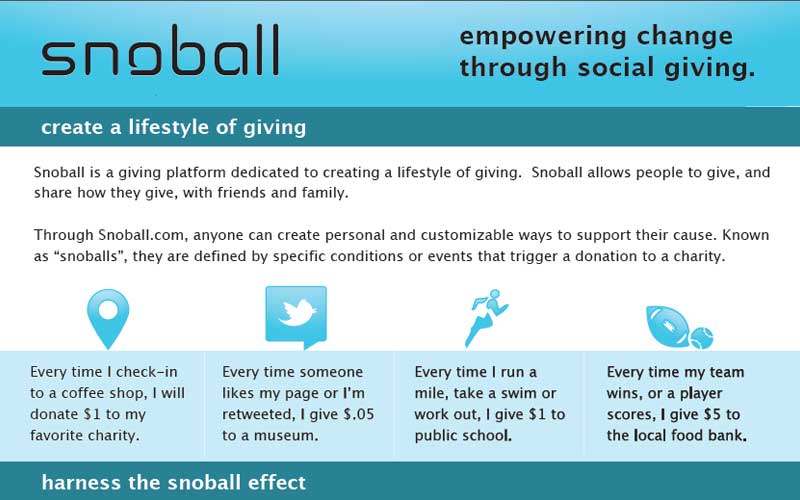 snoball
empowering change
through social giving.
create a lifestyle of giving
Snoball is a giving platform dedicated to creating a lifestyle of giving.  Snoball allows people to give, and
share how they give, with friends and family.
Through Snoball.com, anyone can create personal and customizable ways to support their cause. Known
as “snoballs”, they are defined by specific conditions or events that trigger a donation to a charity.
Every time I check-in
to a coffee shop, I will
donate $1 to my
favorite charity.
Every time someone
likes my page or I’m
retweeted, I give $.05
to a museum.
Every time I run a
mile, take a swim or
work out, I give $1 to
public school.
Every time my team
wins, or a player
scores, I give $5 to
the local food bank.
harness the snoball effect